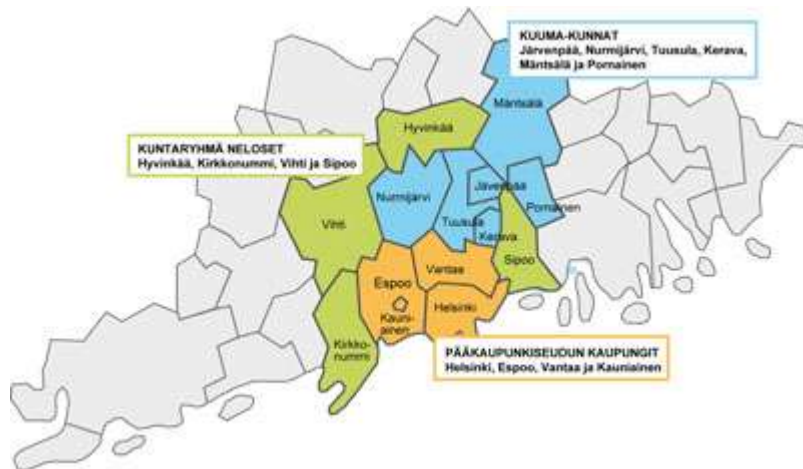 KUUMA-KUNNAT
Järvenpää, Nurmijärvi, Tuusula, Kerava,
Mäntsälä ja Pornainen
Mäntsälä
Hyvinkää
KUNTARYHMÄ NELOSET
Hyvinkää, Kirkkonummi, Vihti ja Sipoo
Järvenpää
Nurmijärvi
Pornainen
Vihti
Tuusula
Kerava
Sipoo
Vantaa
Espoo
Helsinki
Kauni-
ainen
Kirkko-
nummi
PÄÄKAUPUNKISEUDUN KAUPUNGIT
Helsinki, Espoo, Vantaa ja Kauniainen